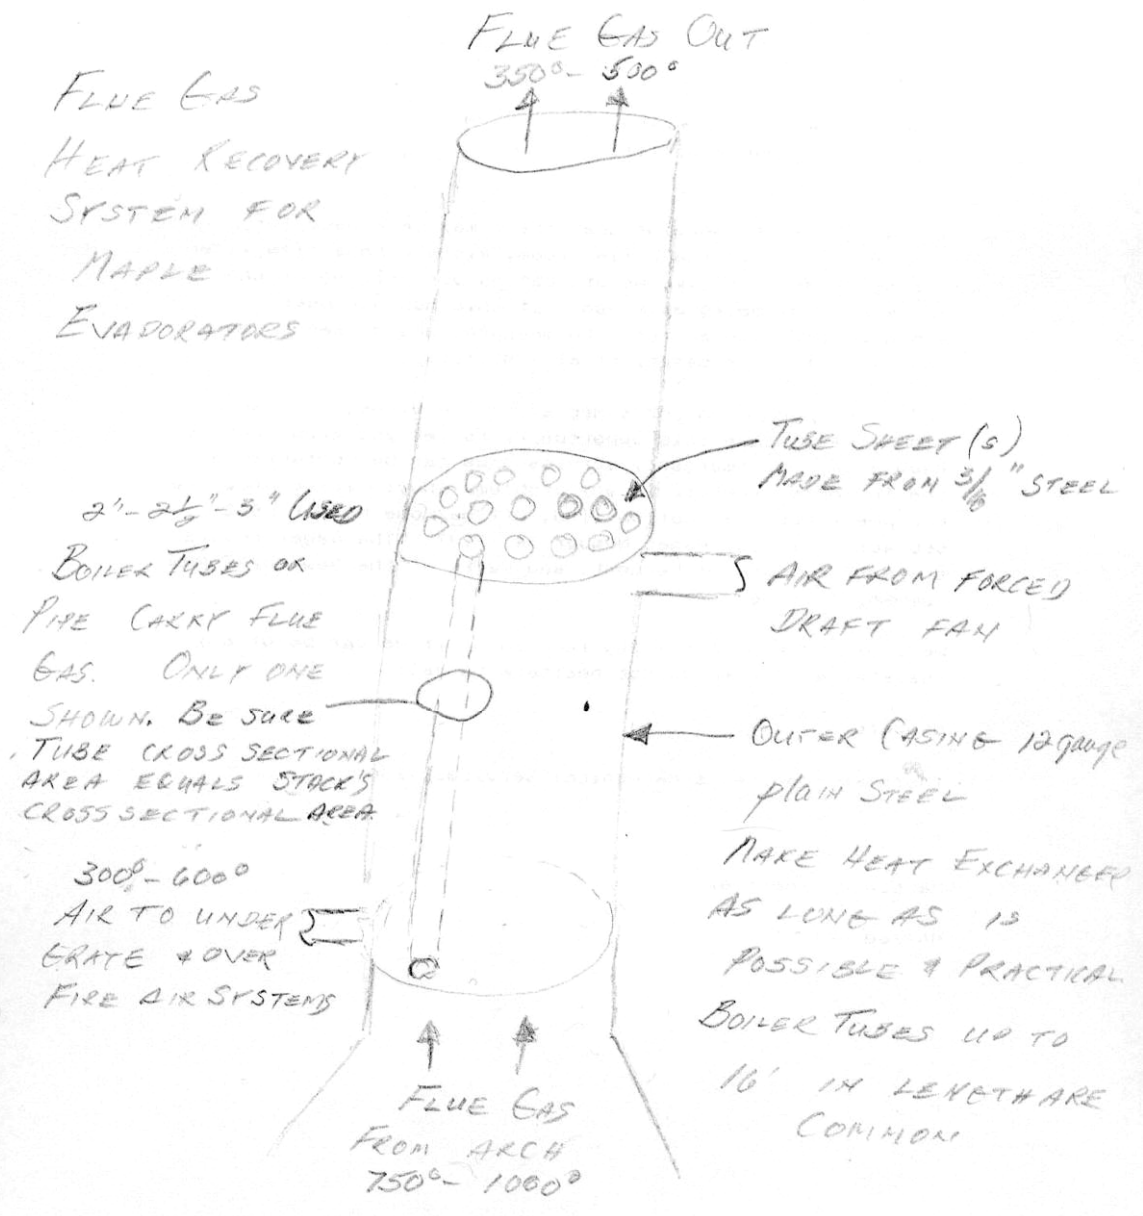 FLUE GAS OUT
350° - 500°
FLUE GAS
HEAT RECOVERY
SYSTEM FOR
MAPLE
EVAPORATORS
TUBE SHEET(S)
MADE FROM 3/16" STEEL
2" - 2 1/2" - 3" USED
BOILER TUBES OR
PIPE CARRY FLUE
GAS. ONLY ONE
SHOWN. BE SURE
TUBE CROSS SECTIONAL
AREA EQUALS STACK'S
CROSS SECTIONAL AREA
AIR FROM FORCED
DRAFT FAN
OUTER CASING 12 gauge
plain STEEL
MAKE HEAT EXCHANGER
AS LONG AS IS
POSSIBLE & PRACTICAL
BOILER TUBES UP TO
16' IN LENGTH ARE
COMMON
300° - 600°
AIR TO UNDER
GRATE & OVER
FIRE AIR SYSTEMS
FLUE GAS
FROM ARCH
750° - 1000°